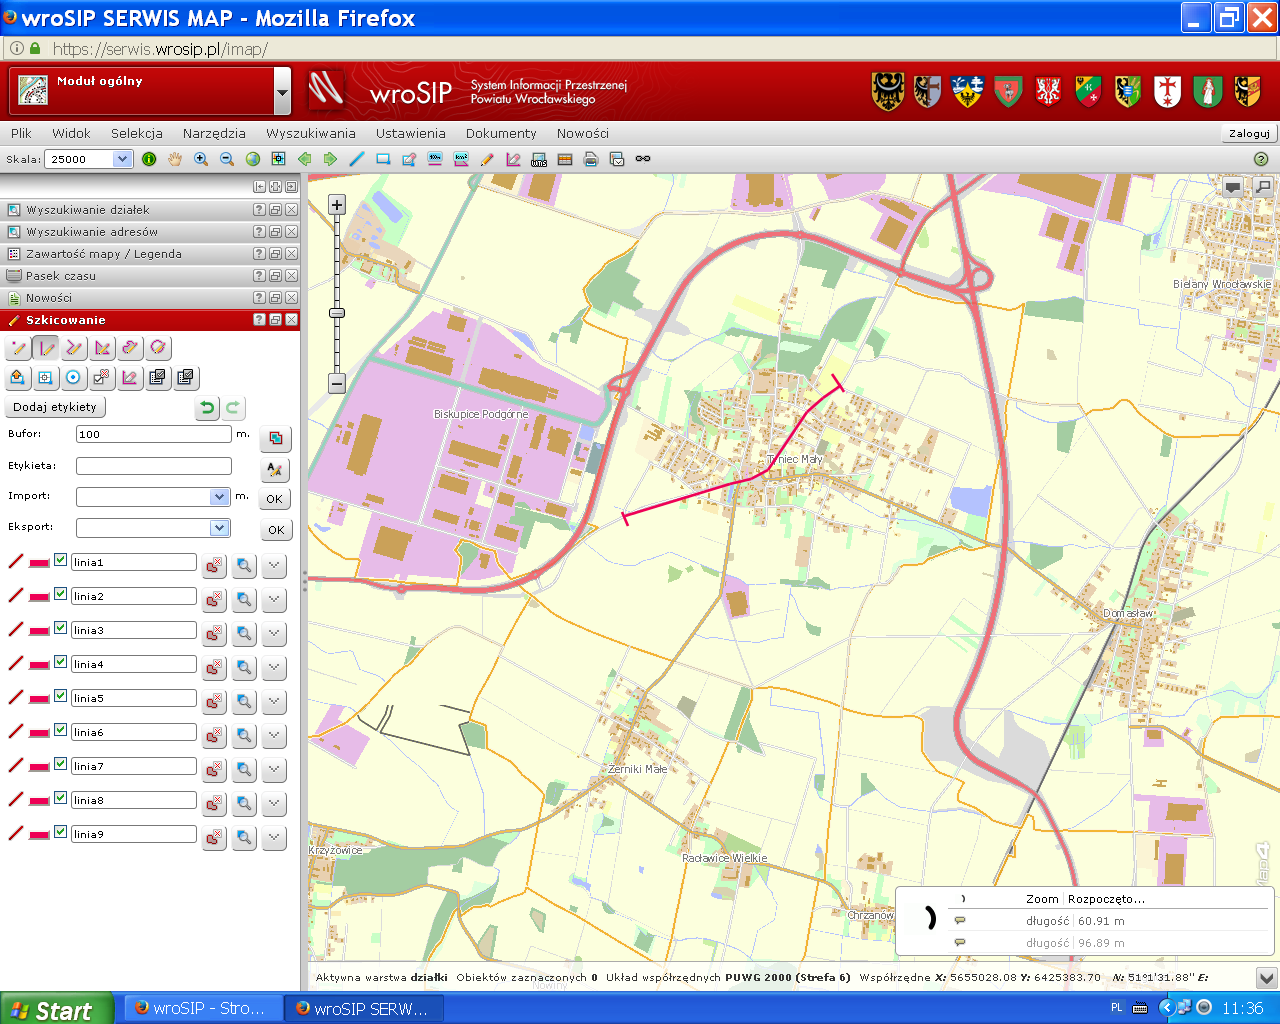 wroSIP SERWIS MAP - Mozilla Firefox
https://serwis.wrosip.pl/imap/
Moduł ogólny
wroSIP
System Informacji Przestrzennej
Powiatu Wrocławskiego
Plik Widok Selekcja Narzędzia Wyszukiwania Ustawienia Dokumenty Nowości
Zaloguj
Skala: 25000
Wyszukiwanie działek
Wyszukiwanie adresów
Zawartość mapy / Legenda
Pasek czasu
Nowości
Szkicowanie
Dodaj etykiety
Bufor: 100 m.
Etykieta:
Import: m. OK
Eksport: OK
linia1
linia2
linia3
linia4
linia5
linia6
linia7
linia8
linia9
Bielany Wrocławskie
Biskupice Podgórne
Tyniec Mały
Domasław
Żerniki Małe
Krzyżowice
Racławice Wielkie
Chrzanów
Nowiny
Zoom Rozpoczęto...
długość 60.91 m
długość 96.89 m
Aktywna warstwa działki Obiektów zaznaczonych 0 Układ współrzędnych PUWG 2000 (Strefa 6) Współrzędne X: 5655028.08 Y: 6425383.70 N: 51°1'31.88" E:
Start
wroSIP - Stro...
wroSIP SERW...
PL
11:36